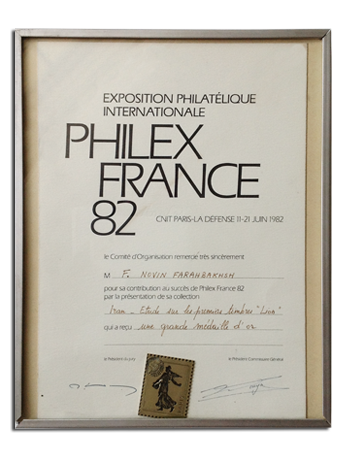 EXPOSITION PHILATÉLIQUE
INTERNATIONALE
PHILEX
FRANCE
82
CNIT PARIS-LA DÉFENSE 11-21 JUIN 1982
le Comité d'Organisation remercie très sincèrement
M F. NOVIN FARAHBAKHSH
pour sa contribution au succès de Philex France 82
par la présentation de sa collection
Iran - Etude sur les premiers timbres "Lion"
qui a reçu une grande médaille d'or
le Président du Jury
le Président Commissaire Général